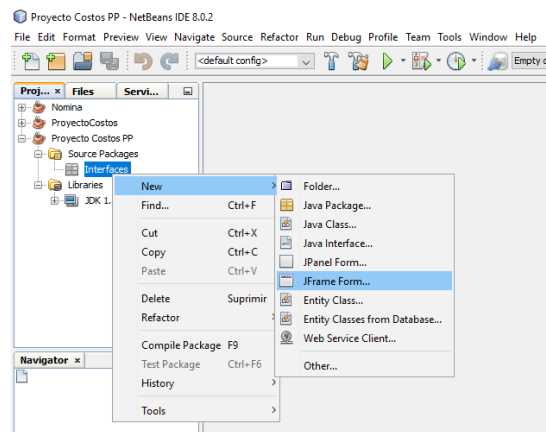 Proyecto Costos PP - NetBeans IDE 8.0.2
File Edit Format Preview View Navigate Source Refactor Run Debug Profile Team Tools Window Help
<default config> Empty
Proj... × Files Servi...
Nomina
ProyectoCostos
Proyecto Costos PP
Source Packages
Interfaces
Libraries
JDK 1.
New
Find... Ctrl+F
Cut Ctrl+X
Copy Ctrl+C
Paste Ctrl+V
Delete Suprimir
Refactor
Compile Package F9
Test Package Ctrl+F6
History
Tools
Folder...
Java Package...
Java Class...
Java Interface...
JPanel Form...
JFrame Form...
Entity Class...
Entity Classes from Database...
Web Service Client...
Other...
Navigator ×